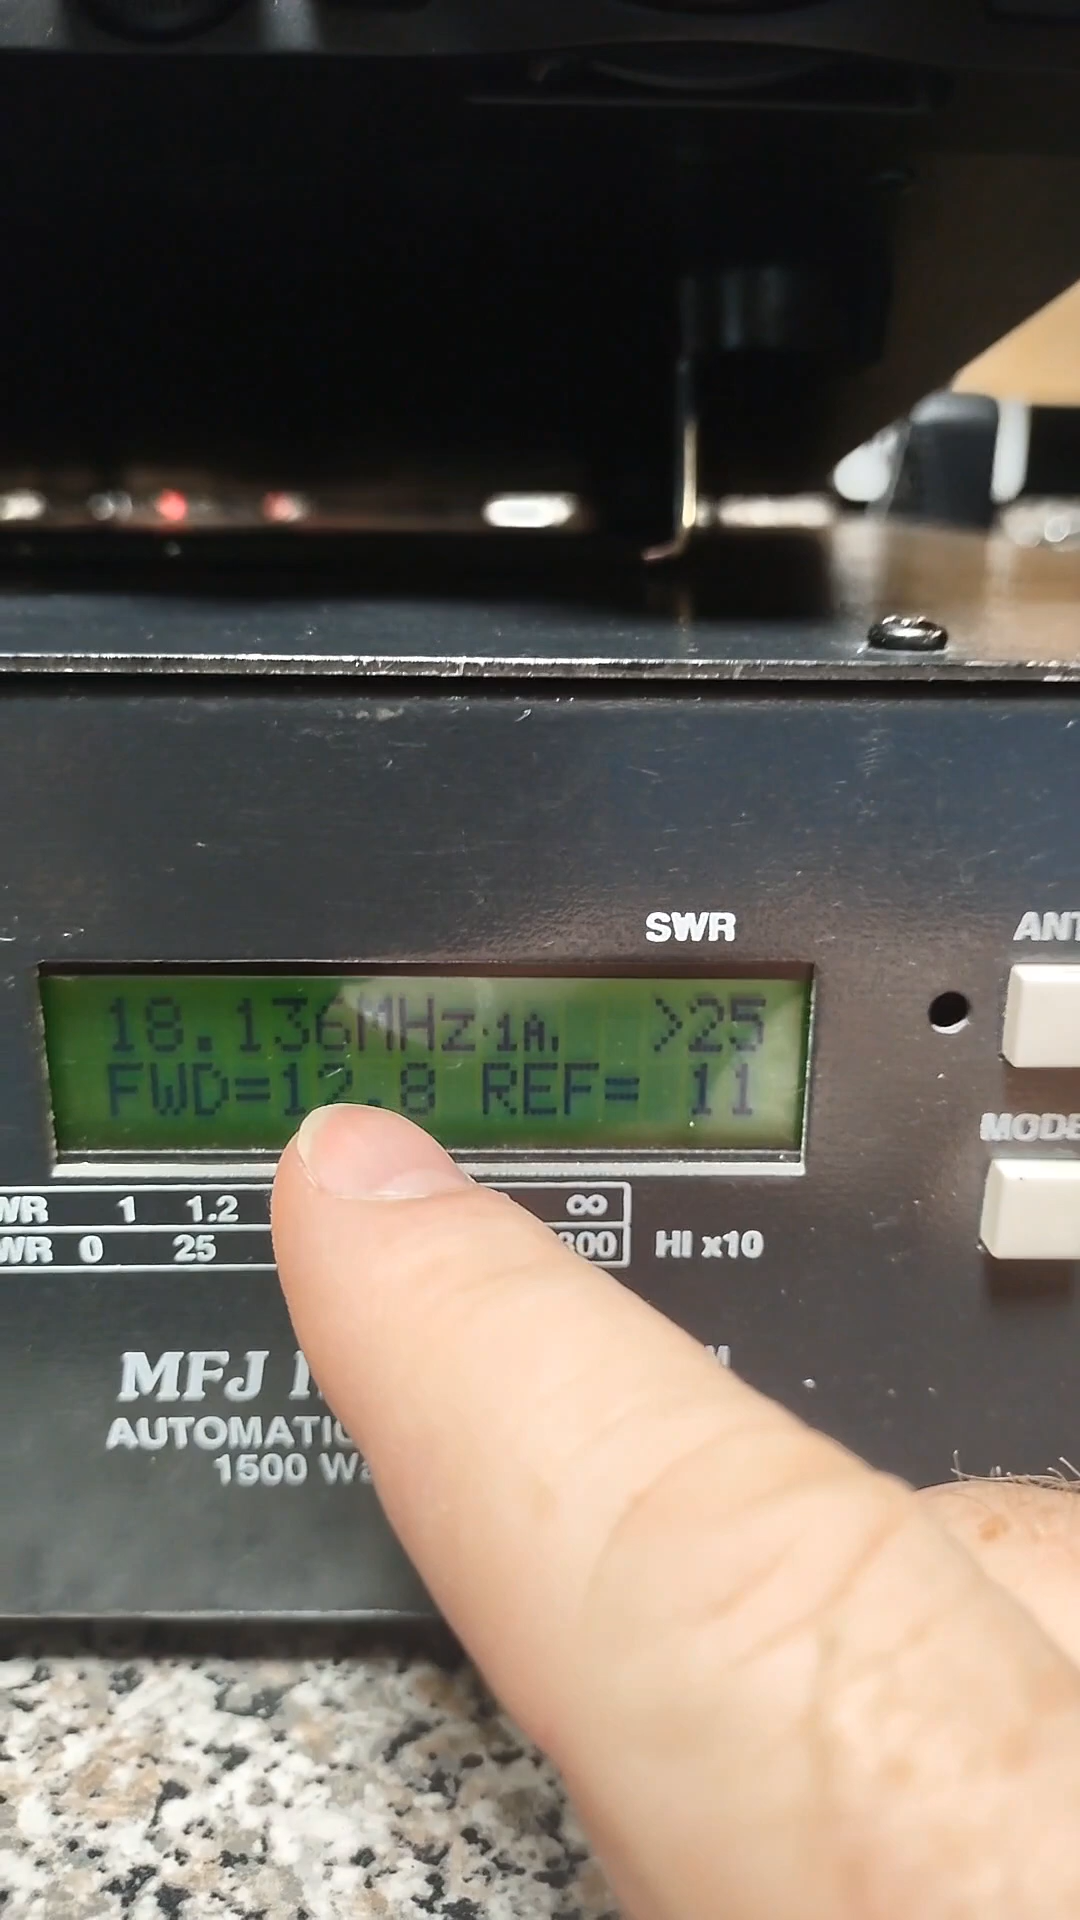 SWR
ANT
18.136MHz 1A. >25
FWD=12.8 REF= 11
MODE
WR 1 1.2 ∞
WR 0 25 300 HI x10
MFJ
AUTOMATIC
1500